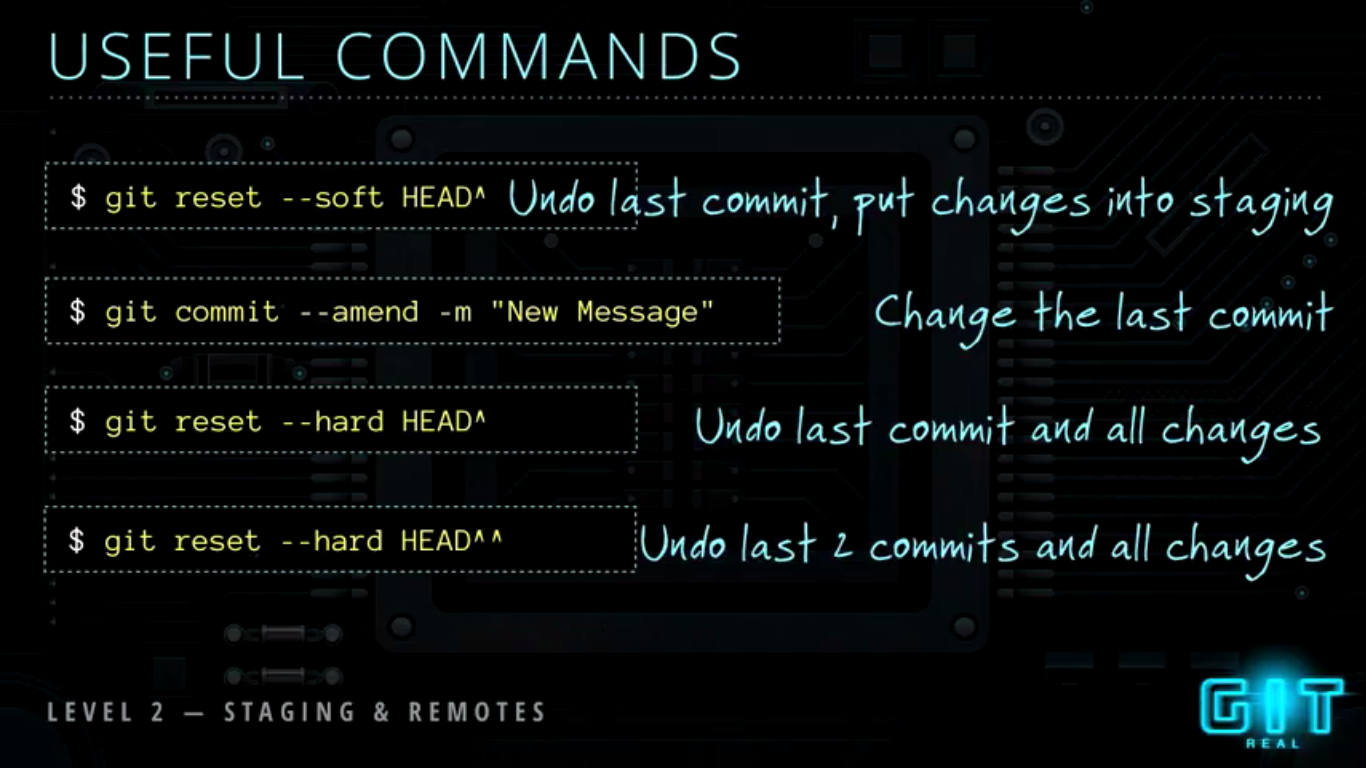 USEFUL COMMANDS
$ git reset --soft HEAD^ Undo last commit, put changes into staging
$ git commit --amend -m "New Message" Change the last commit
$ git reset --hard HEAD^ Undo last commit and all changes
$ git reset --hard HEAD^^ Undo last 2 commits and all changes
LEVEL 2 — STAGING & REMOTES
GIT
REAL